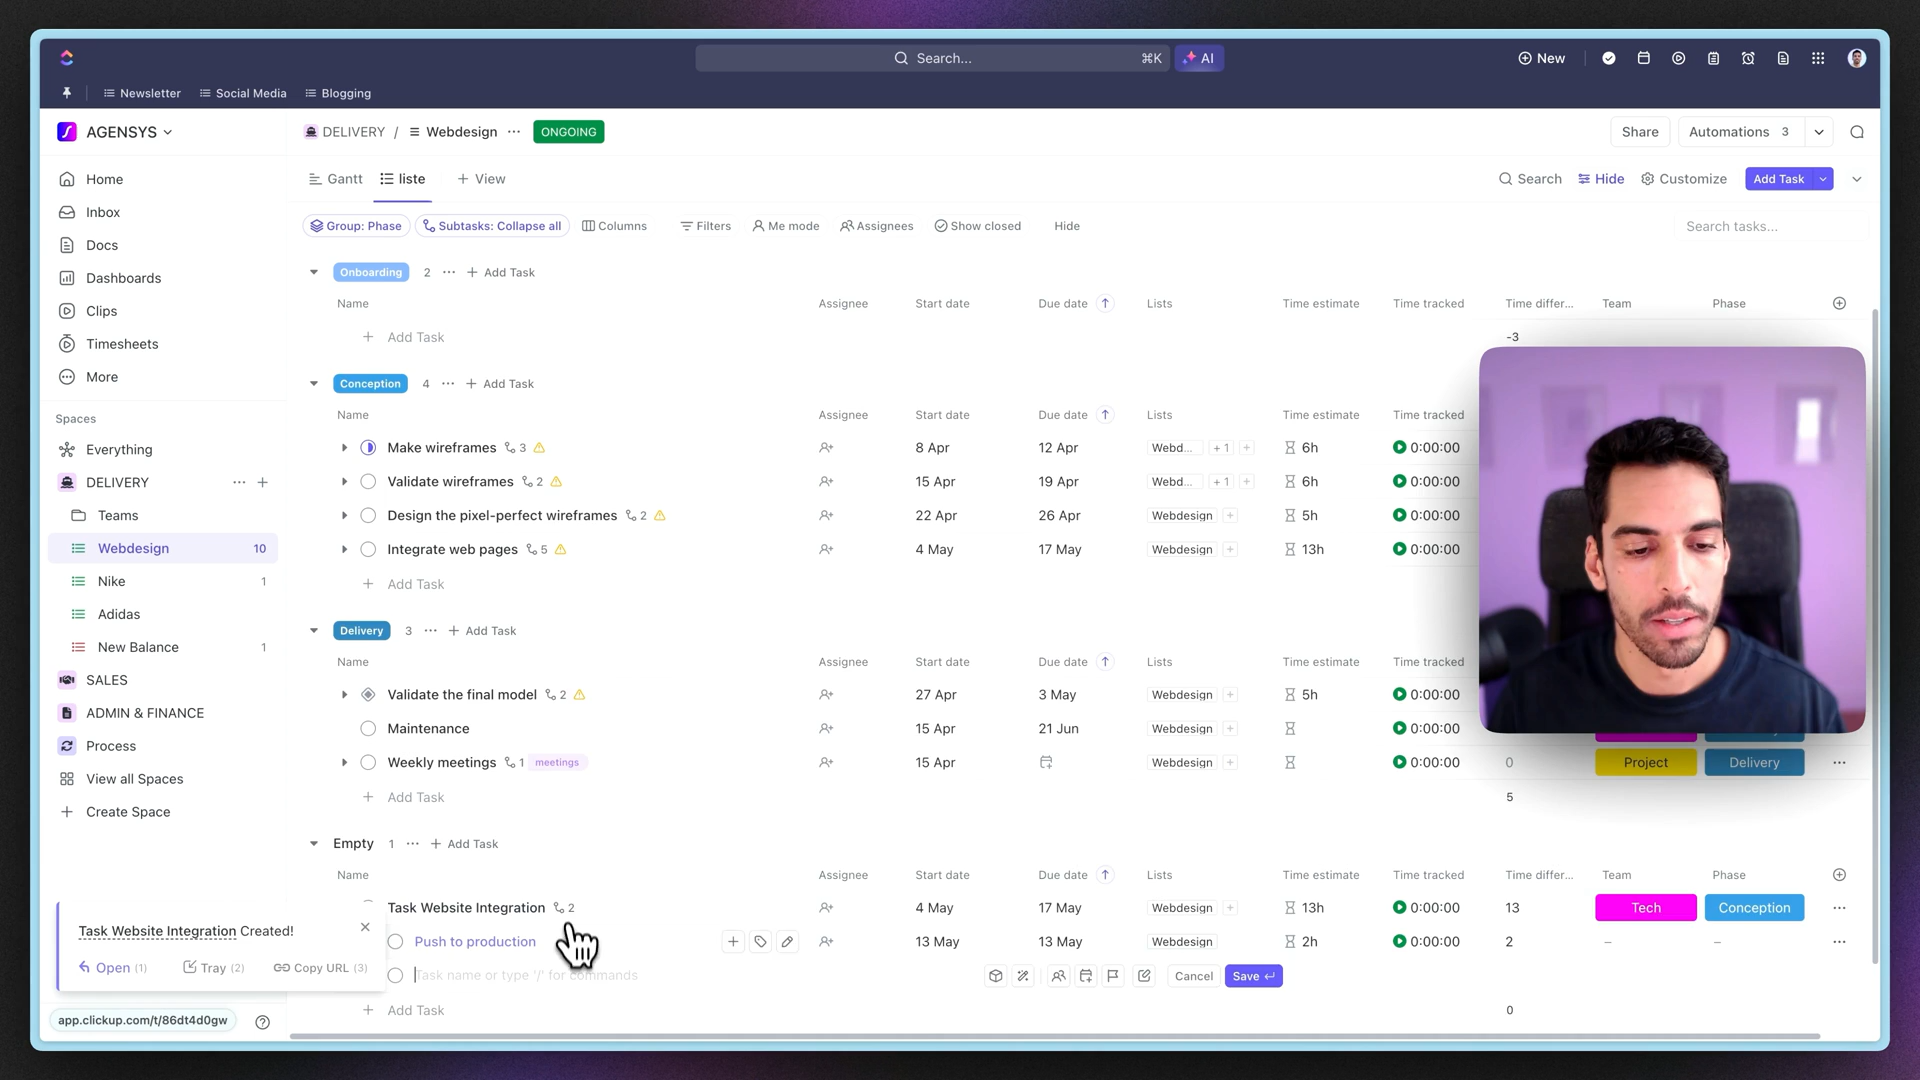 Search... ⌘K AI New
Newsletter Social Media Blogging
AGENSYS
DELIVERY / Webdesign ONGOING Share Automations 3
Home
Inbox
Docs
Dashboards
Clips
Timesheets
More
Spaces
Everything
DELIVERY
Teams
Webdesign 10
Nike 1
Adidas
New Balance 1
SALES
ADMIN & FINANCE
Process
View all Spaces
Create Space
Gantt liste + View Search Hide Customize Add Task
Group: Phase Subtasks: Collapse all Columns Filters Me mode Assignees Show closed Hide Search tasks...
Onboarding 2 ... + Add Task
Name Assignee Start date Due date Lists Time estimate Time tracked Time differ... Team Phase
+ Add Task -3
Conception 4 ... + Add Task
Name Assignee Start date Due date Lists Time estimate Time tracked
Make wireframes 3 8 Apr 12 Apr Webd... + 1 + 6h 0:00:00
Validate wireframes 2 15 Apr 19 Apr Webd... + 1 + 6h 0:00:00
Design the pixel-perfect wireframes 2 22 Apr 26 Apr Webdesign + 5h 0:00:00
Integrate web pages 5 4 May 17 May Webdesign + 13h 0:00:00
+ Add Task
Delivery 3 ... + Add Task
Name Assignee Start date Due date Lists Time estimate Time tracked
Validate the final model 2 27 Apr 3 May Webdesign + 5h 0:00:00
Maintenance 15 Apr 21 Jun Webdesign + 0:00:00
Weekly meetings 1 meetings 15 Apr Webdesign + 0:00:00 0 Project Delivery ...
+ Add Task 5
Empty 1 ... + Add Task
Name Assignee Start date Due date Lists Time estimate Time tracked Time differ... Team Phase
Task Website Integration 2 4 May 17 May Webdesign + 13h 0:00:00 13 Tech Conception ...
Push to production 13 May 13 May Webdesign 2h 0:00:00 2 – – ...
Task name or type '/' for commands Cancel Save
+ Add Task 0
Task Website Integration Created!
Open (1) Tray (2) Copy URL (3)
app.clickup.com/t/86dt4d0gw